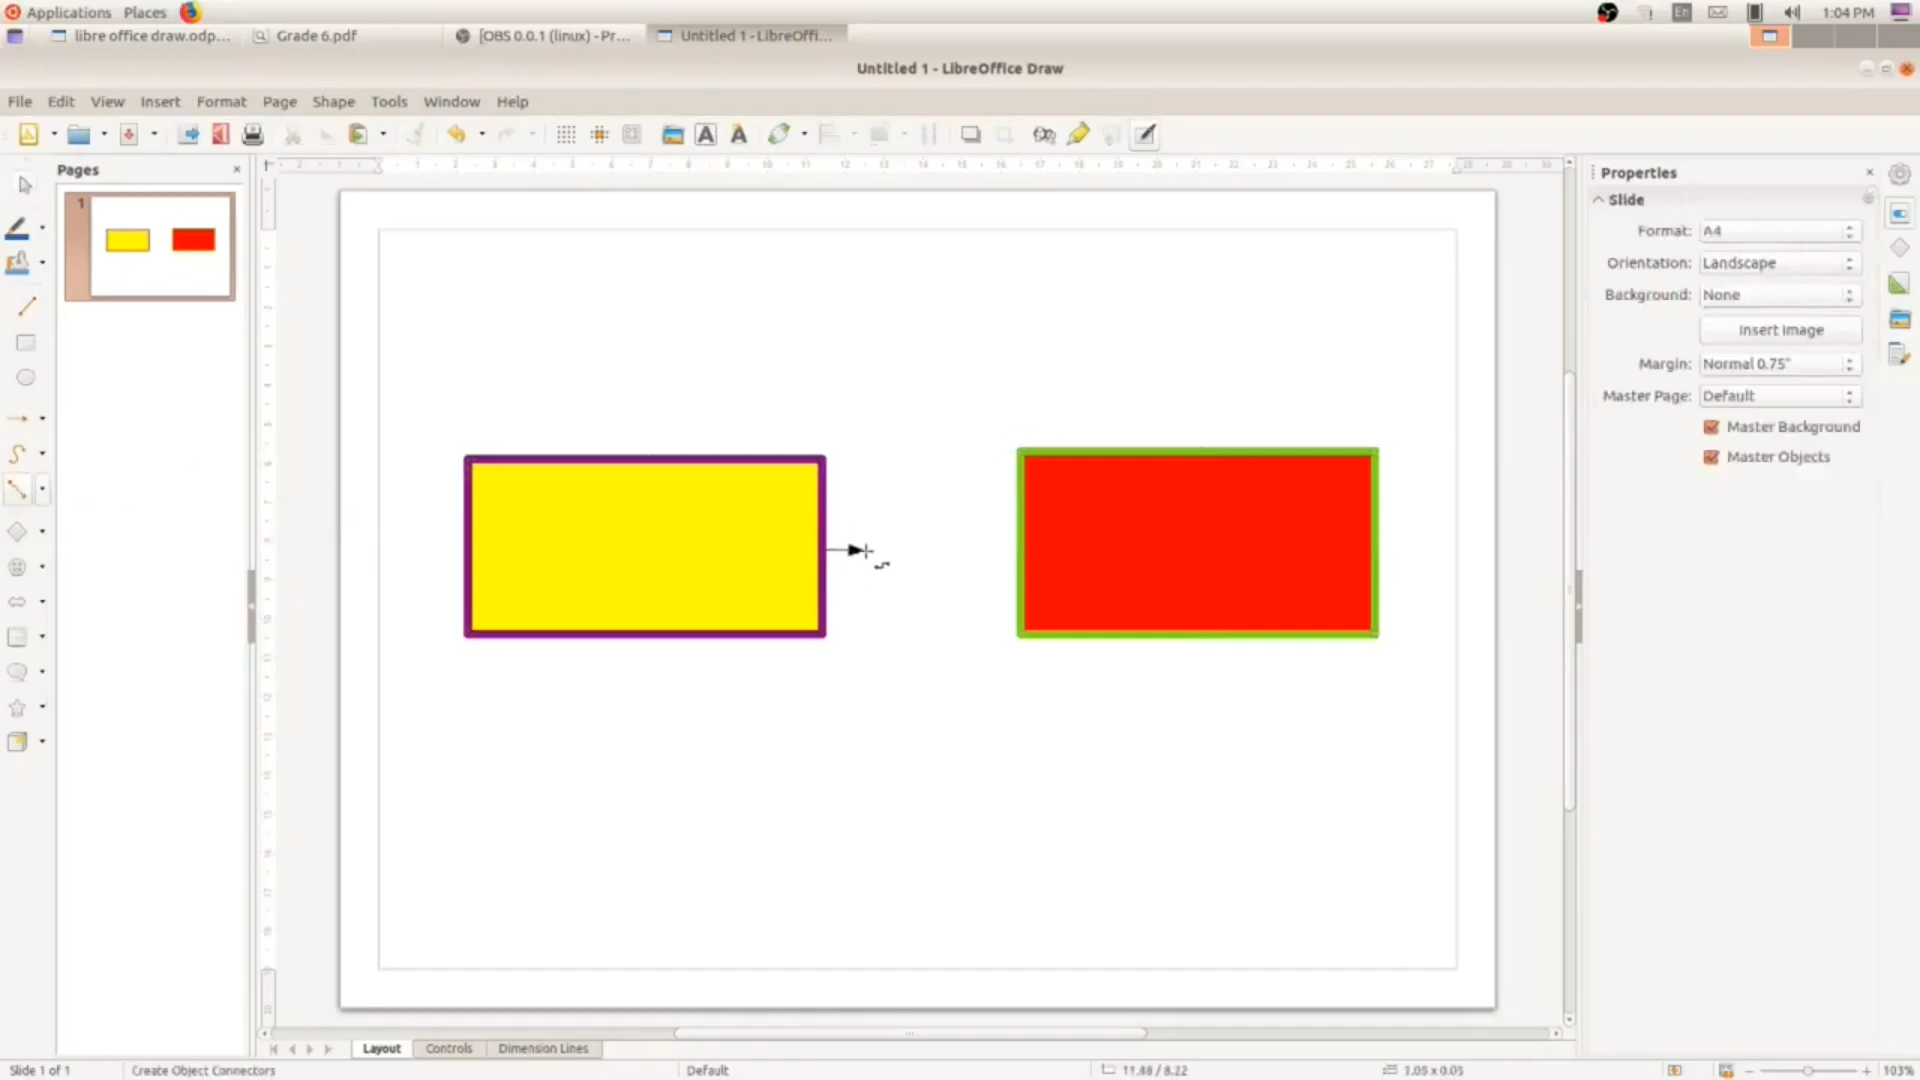 Applications Places En 1:04 PM
libre office draw.odp... Grade 6.pdf [OBS 0.0.1 (linux) - Pr... Untitled 1 - LibreOffi...
Untitled 1 - LibreOffice Draw
File Edit View Insert Format Page Shape Tools Window Help
Pages
1
Properties
Slide
Format: A4
Orientation: Landscape
Background: None
Insert Image
Margin: Normal 0.75"
Master Page: Default
Master Background
Master Objects
Layout Controls Dimension Lines
Slide 1 of 1 Create Object Connectors Default 11.48 / 8.22 1.05 x 0.05 103%